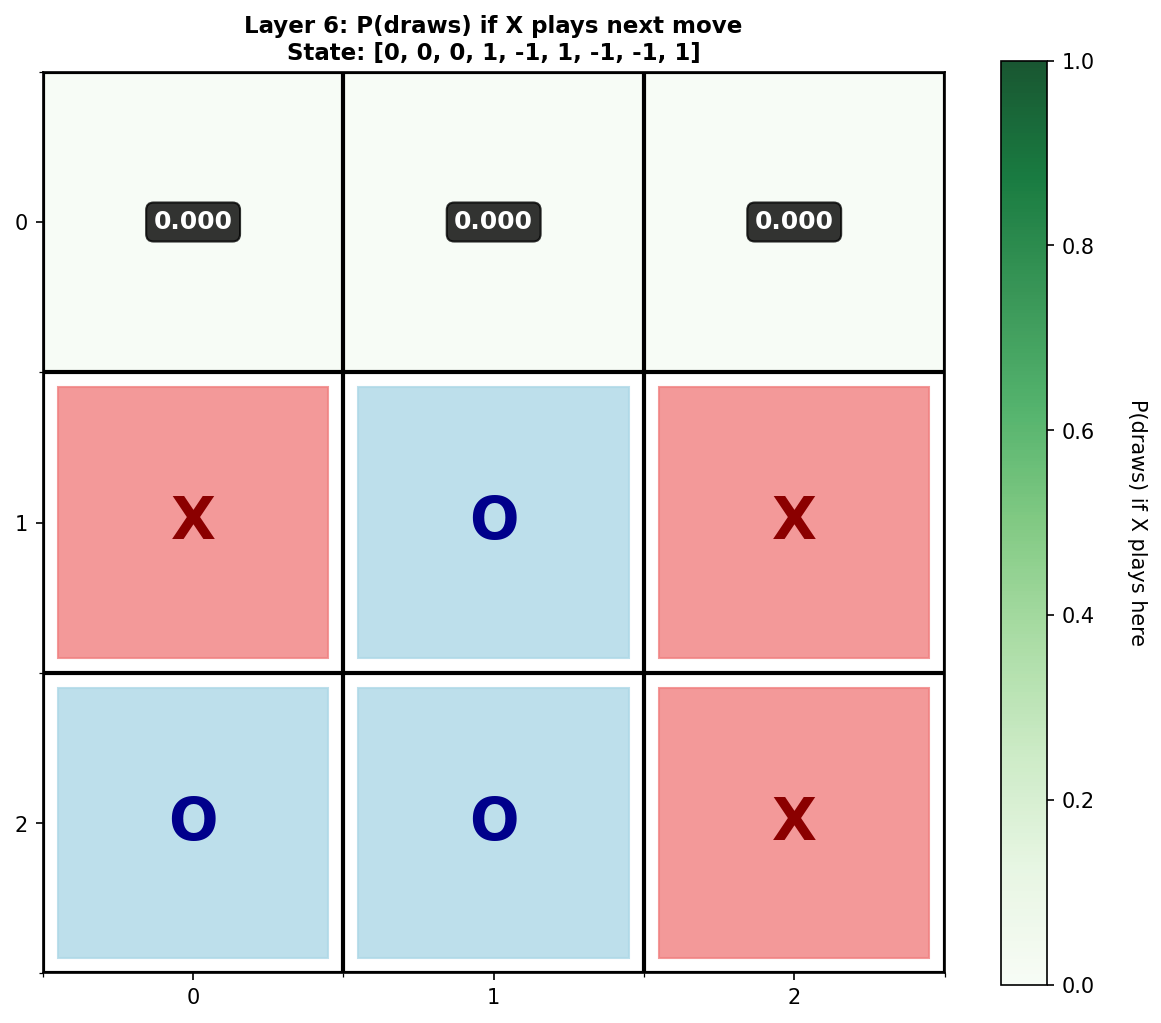 Layer 6: P(draws) if X plays next move
State: [0, 0, 0, 1, -1, 1, -1, -1, 1]
0
0.000 0.000 0.000
1
X O X
2
O O X
0 1 2
1.0
0.8
0.6
0.4
0.2
0.0
P(draws) if X plays here